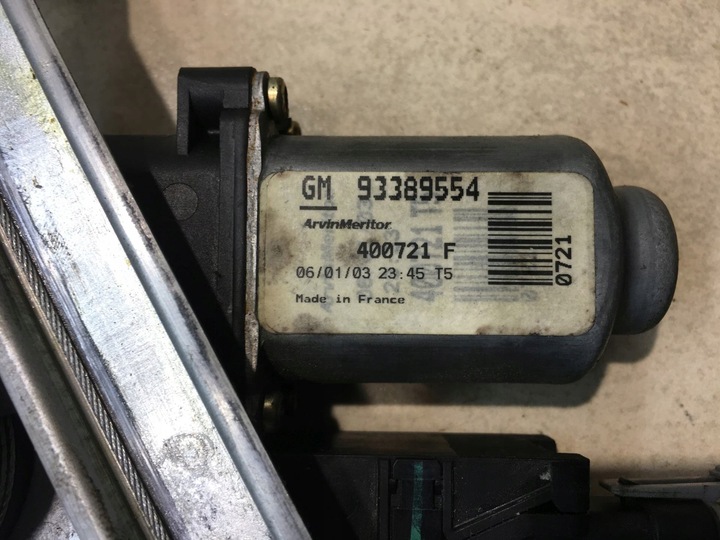 GM 93389554
ArvinMeritor
400721 F
06/01/03 23:45 T5
Made in France
0721